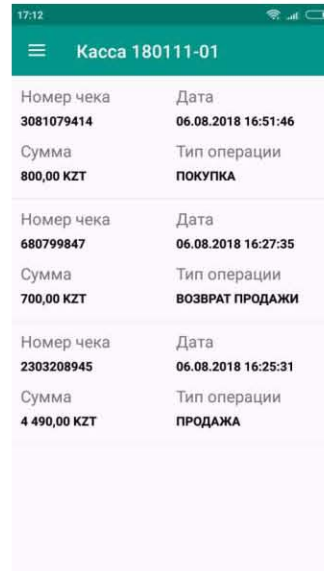 17:12
Касса 180111-01
Номер чека Дата
3081079414 06.08.2018 16:51:46
Сумма Тип операции
800,00 KZT ПОКУПКА
Номер чека Дата
680799847 06.08.2018 16:27:35
Сумма Тип операции
700,00 KZT ВОЗВРАТ ПРОДАЖИ
Номер чека Дата
2303208945 06.08.2018 16:25:31
Сумма Тип операции
4 490,00 KZT ПРОДАЖА